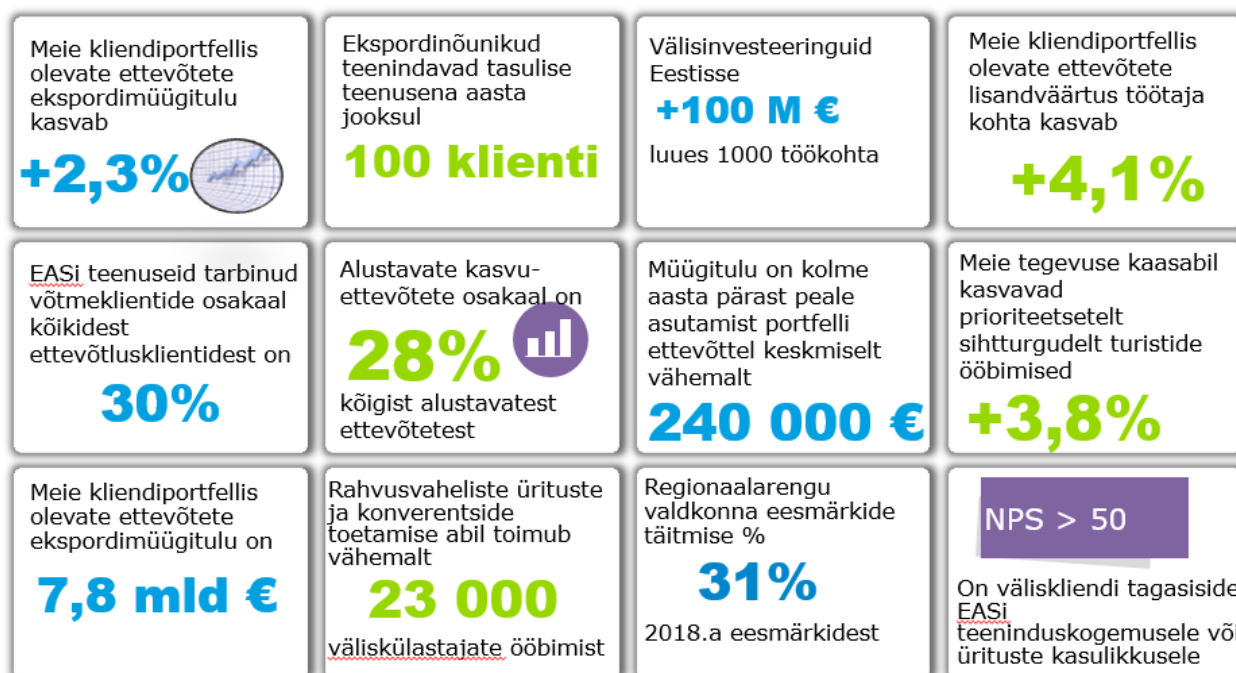 Meie kliendiportfellis
olevate ettevõtete
ekspordimüügitulu
kasvab
+2,3%
Ekspordinõunikud
teenindavad tasulise
teenusena aasta
jooksul
100 klienti
Välisinvesteeringuid
Eestisse
+100 M €
luues 1000 töökohta
Meie kliendiportfellis
olevate ettevõtete
lisandväärtus töötaja
kohta kasvab
+4,1%
EASi teenuseid tarbinud
võtmeklientide osakaal
kõikidest
ettevõtlusklientidest on
30%
Alustavate kasvu-
ettevõtete osakaal on
28%
kõigist alustavatest
ettevõtetest
Müügitulu on kolme
aasta pärast peale
asutamist portfelli
ettevõttel keskmiselt
vähemalt
240 000 €
Meie tegevuse kaasabil
kasvavad
prioriteetsetelt
sihtturgudelt turistide
ööbimised
+3,8%
Meie kliendiportfellis
olevate ettevõtete
ekspordimüügitulu on
7,8 mld €
Rahvusvaheliste ürituste
ja konverentside
toetamise abil toimub
vähemalt
23 000
väliskülastajate ööbimist
Regionaalarengu
valdkonna eesmärkide
täitmise %
31%
2018.a eesmärkidest
NPS > 50
On väliskliendi tagasiside
EASi
teeninduskogemusele või
ürituste kasulikkusele